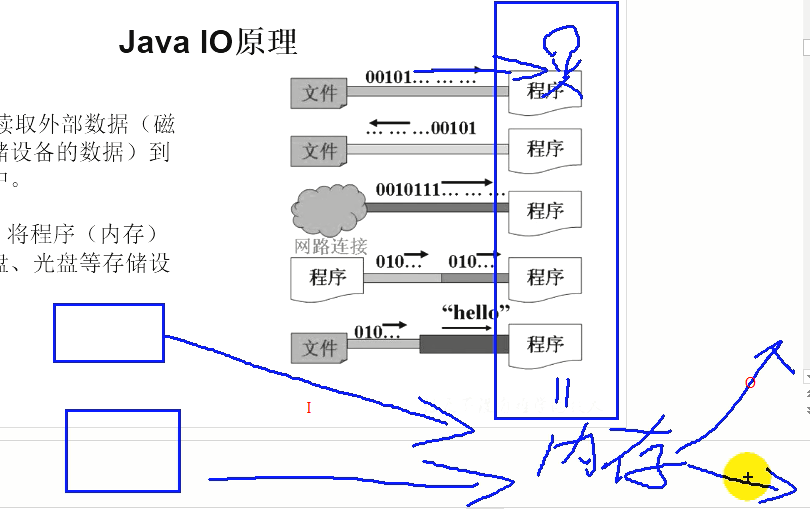 Java IO原理
00101… … …
文件
程序
读取外部数据（磁
… … …00101
储设备的数据）到
文件
程序
中。
0010111… … …
程序
将程序（内存）
网路连接
盘、光盘等存储设
010…
010…
程序
程序
“hello”
010…
文件
程序
I
O
内存